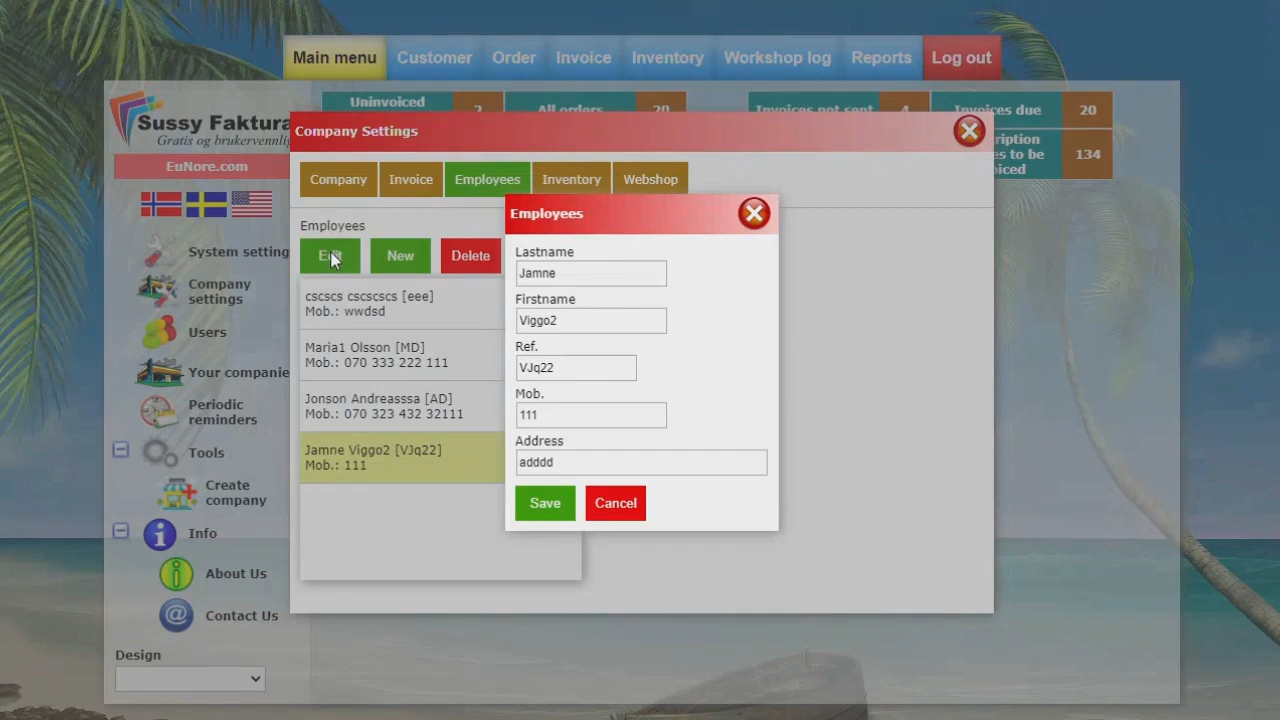 Main menu
Customer
Order
Invoice
Inventory
Workshop log
Reports
Log out
Sussy Faktura
Gratis og brukervennlig
EuNore.com
Uninvoiced
2
All orders
20
Invoices not sent
4
Invoices due
20
134
System setting
Company
settings
Users
Your companie
Periodic
reminders
Tools
Create
company
Info
About Us
Contact Us
Design
Company Settings
Company
Invoice
Employees
Inventory
Webshop
Employees
New
Delete
cscscs cscscscs [eee]
Mob.: wwdsd
Maria1 Olsson [MD]
Mob.: 070 333 222 111
Jonson Andreasssa [AD]
Mob.: 070 323 432 32111
Jamne Viggo2 [VJq22]
Mob.: 111
Employees
Lastname
Jamne
Firstname
Viggo2
Ref.
VJq22
Mob.
111
Address
adddd
Save
Cancel